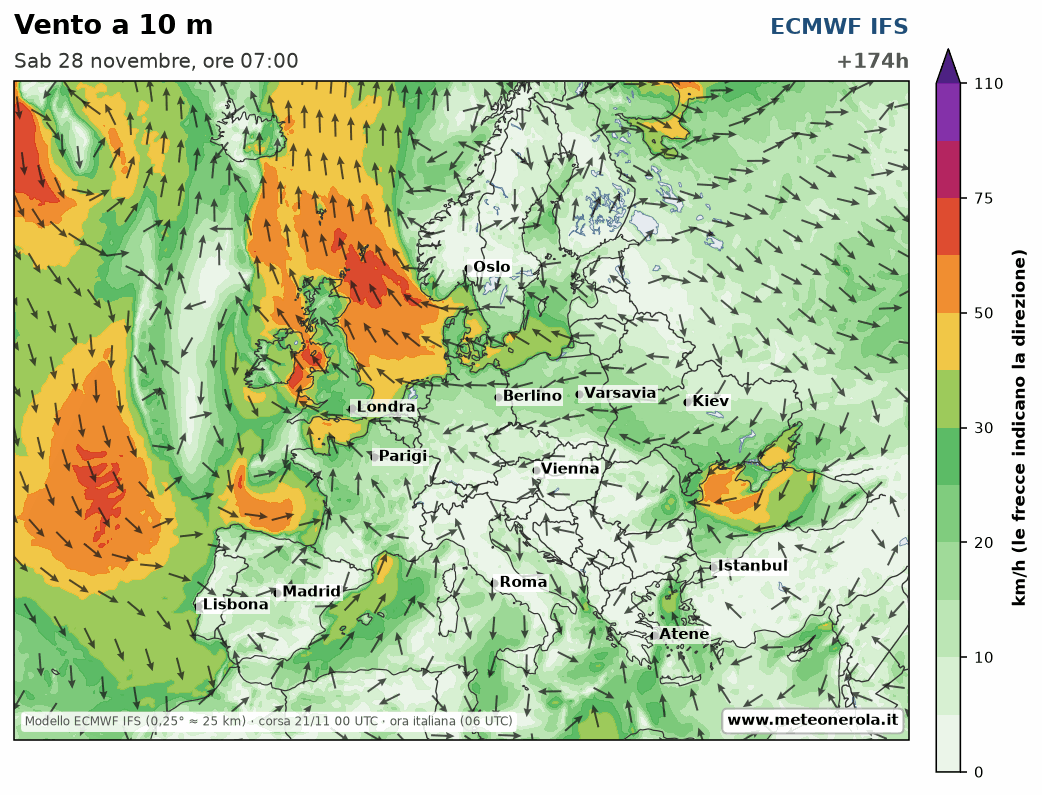 Vento a 10 m
ECMWF IFS
Sab 28 novembre, ore 07:00
+174h
110
75
50
30
20
10
0
km/h (le frecce indicano la direzione)
Oslo
Londra
Berlino
Varsavia
Kiev
Parigi
Vienna
Istanbul
Roma
Madrid
Lisbona
Atene
Modello ECMWF IFS (0,25° ≈ 25 km) · corsa 21/11 00 UTC · ora italiana (06 UTC)
www.meteonerola.it